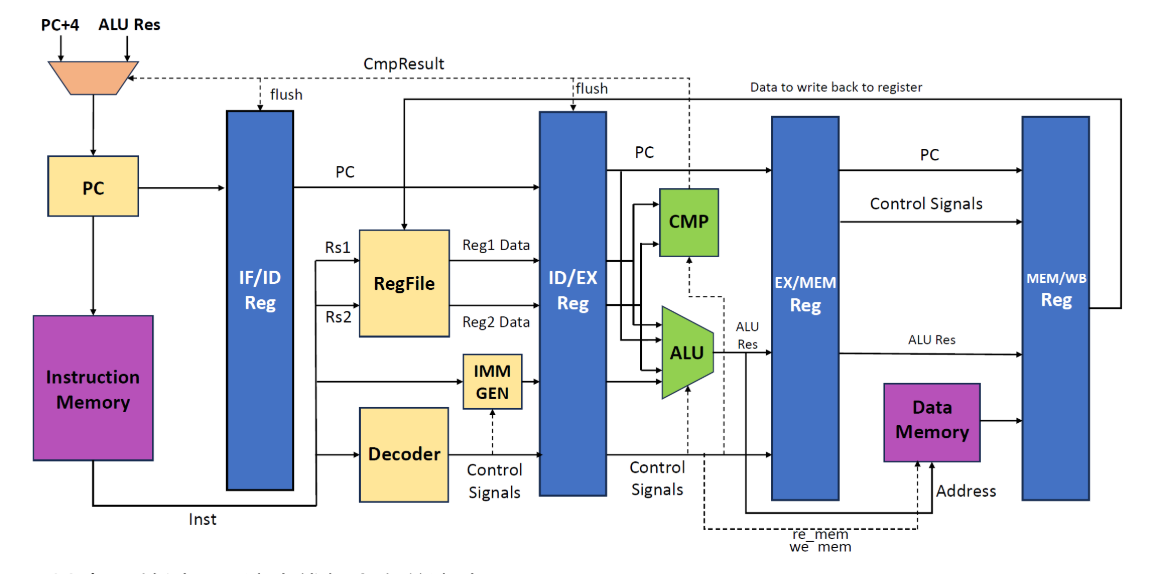 PC+4 ALU Res
CmpResult
flush
flush
Data to write back to register
PC
IF/ID
Reg
PC
Rs1
Rs2
RegFile
Reg1 Data
Reg2 Data
ID/EX
Reg
PC
CMP
ALU
ALU
Res
EX/MEM
Reg
PC
Control Signals
ALU Res
MEM/WB
Reg
Instruction
Memory
IMM
GEN
Decoder
Control
Signals
Control
Signals
Data
Memory
Address
re_mem
we_mem
Inst